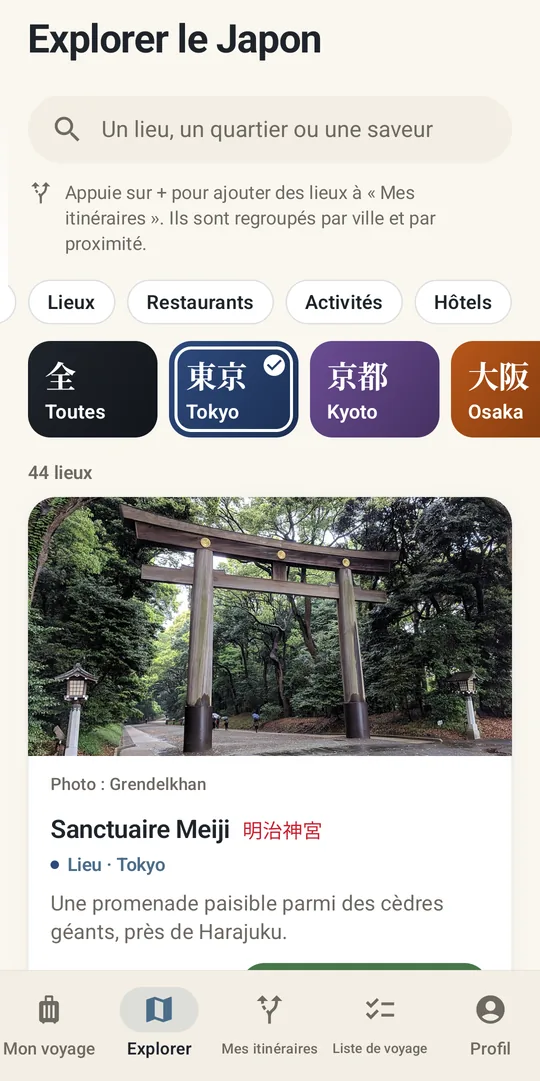 Explorer le Japon
Un lieu, un quartier ou une saveur
Appuie sur + pour ajouter des lieux à « Mes
itinéraires ». Ils sont regroupés par ville et par
proximité.
Lieux
Restaurants
Activités
Hôtels
全
Toutes
東京
Tokyo
京都
Kyoto
大阪
Osaka
44 lieux
Photo : Grendelkhan
Sanctuaire Meiji 明治神宮
Lieu · Tokyo
Une promenade paisible parmi des cèdres
géants, près de Harajuku.
Mon voyage
Explorer
Mes itinéraires
Liste de voyage
Profil